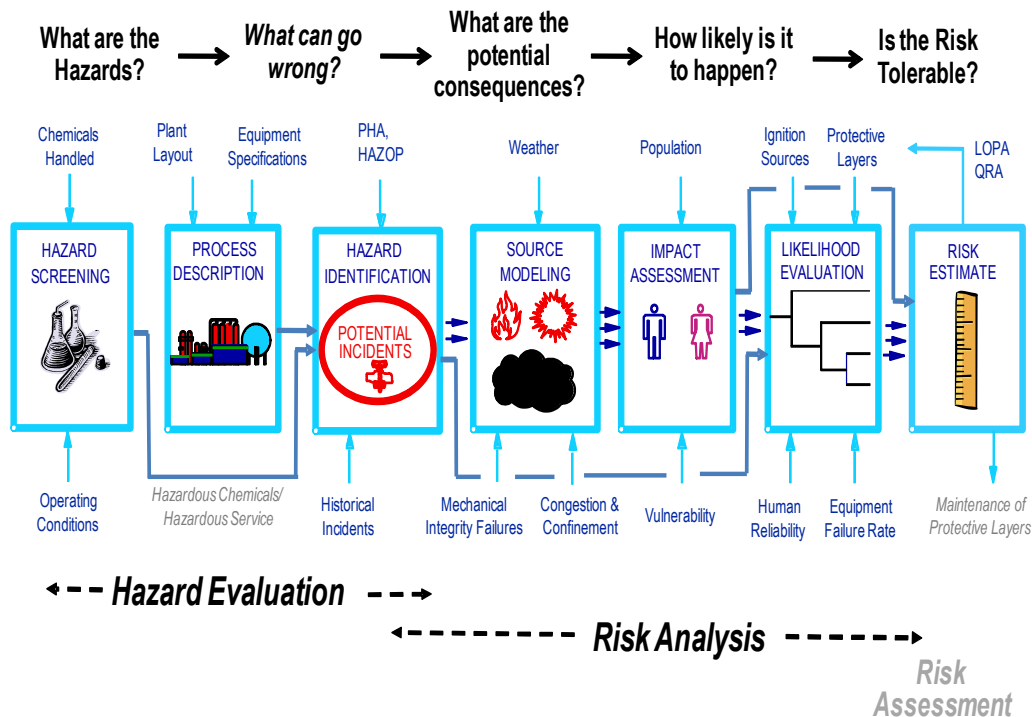 What are the
Hazards?
What can go
wrong?
What are the
potential
consequences?
How likely is it
to happen?
Is the Risk
Tolerable?
Chemicals
Handled
Plant
Layout
Equipment
Specifications
PHA,
HAZOP
Weather
Population
Ignition
Sources
Protective
Layers
LOPA
QRA
HAZARD
SCREENING
PROCESS
DESCRIPTION
HAZARD
IDENTIFICATION
POTENTIAL
INCIDENTS
SOURCE
MODELING
IMPACT
ASSESSMENT
LIKELIHOOD
EVALUATION
RISK
ESTIMATE
Operating
Conditions
Hazardous Chemicals/
Hazardous Service
Historical
Incidents
Mechanical
Integrity Failures
Congestion &
Confinement
Vulnerability
Human
Reliability
Equipment
Failure Rate
Maintenance of
Protective Layers
Hazard Evaluation
Risk Analysis
Risk
Assessment